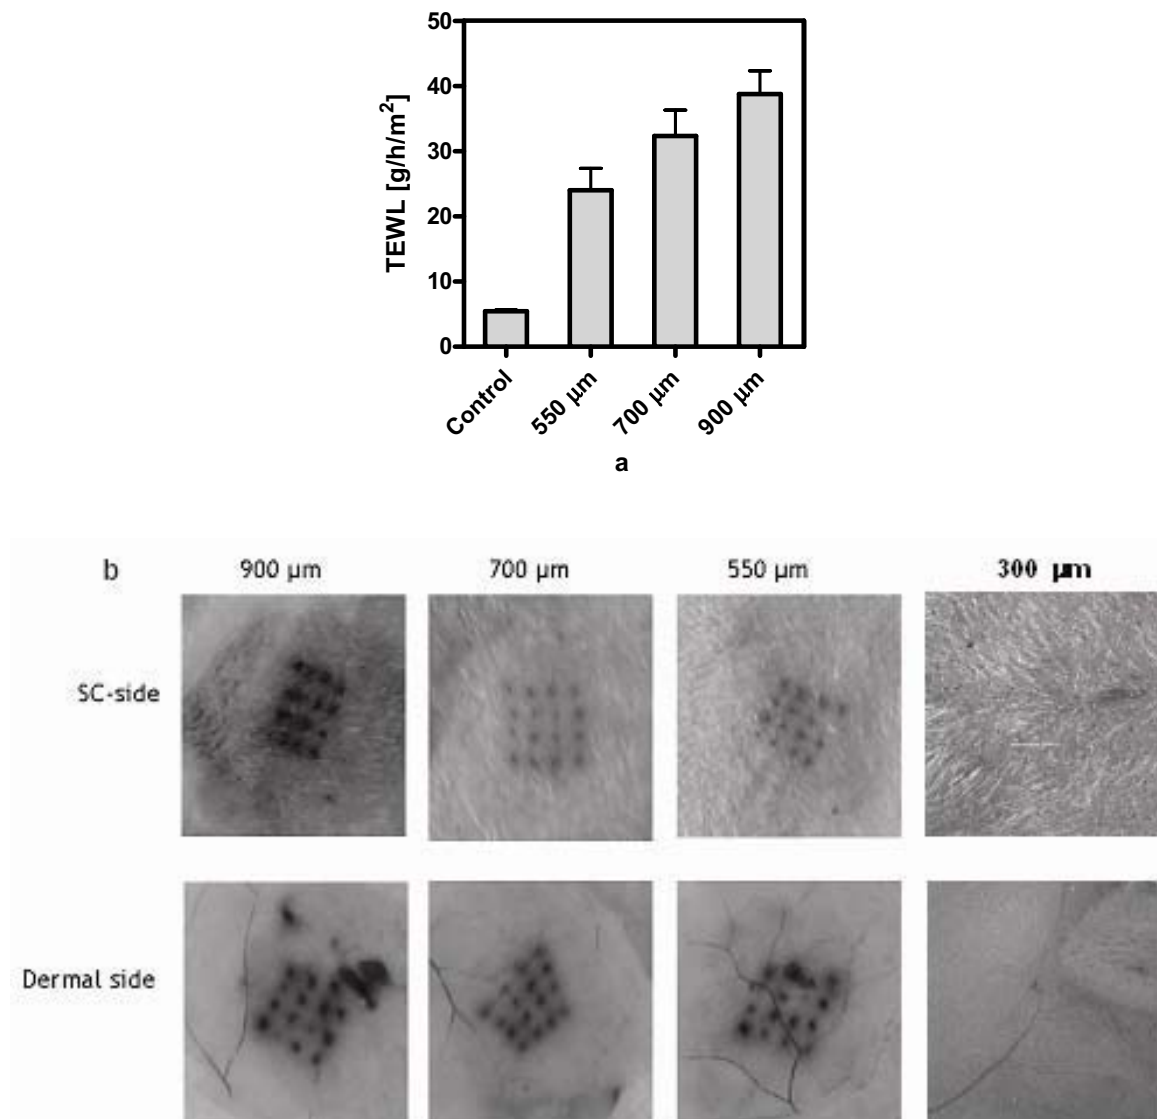 50
40
30
20
10
0
TEWL [g/h/m²]
Control
550 µm
700 µm
900 µm
a
b
900 µm
700 µm
550 µm
300 µm
SC-side
Dermal side